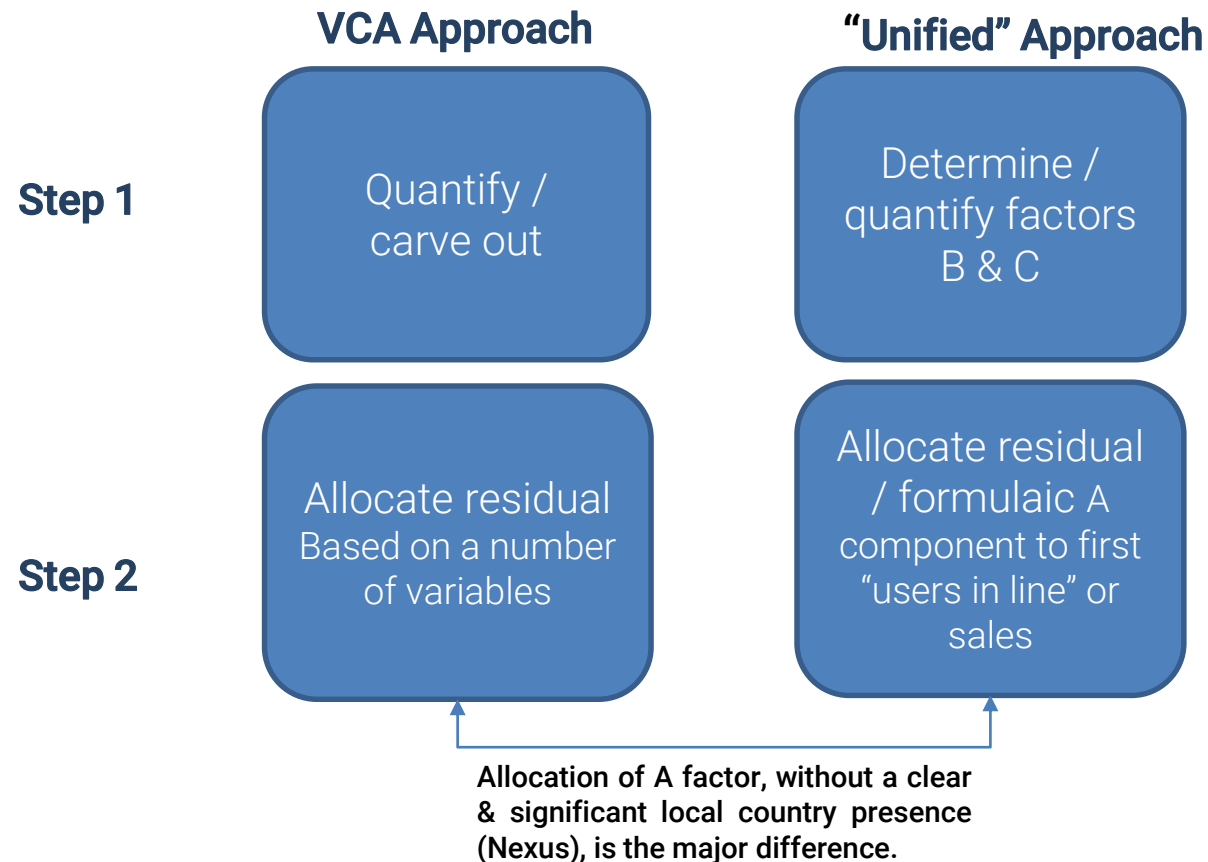 VCA Approach
“Unified” Approach
Step 1
Quantify /
carve out
Determine /
quantify factors
B & C
Step 2
Allocate residual
Based on a number
of variables
Allocate residual
/ formulaic A
component to first
“users in line” or
sales
Allocation of A factor, without a clear
& significant local country presence
(Nexus), is the major difference.